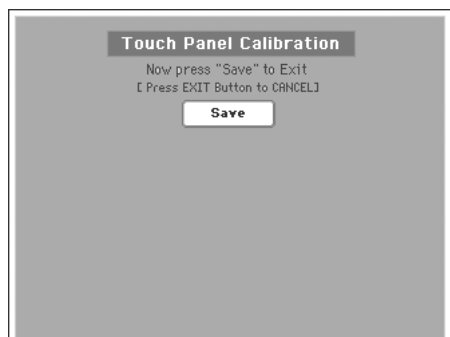 Touch Panel Calibration
Now press "Save" to Exit
[ Press EXIT Button to CANCEL]
Save